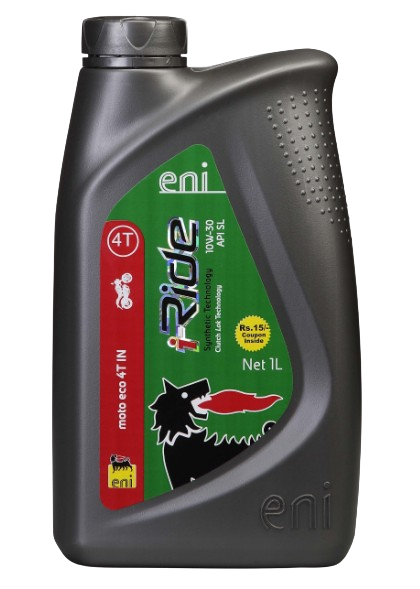 eni
4T
iRide
10W-30
API SL
Synthetic Technology
Clutch Lok Technology
moto eco 4T IN
Rs.15/-
Coupon
Inside
Net 1L
eni
eni